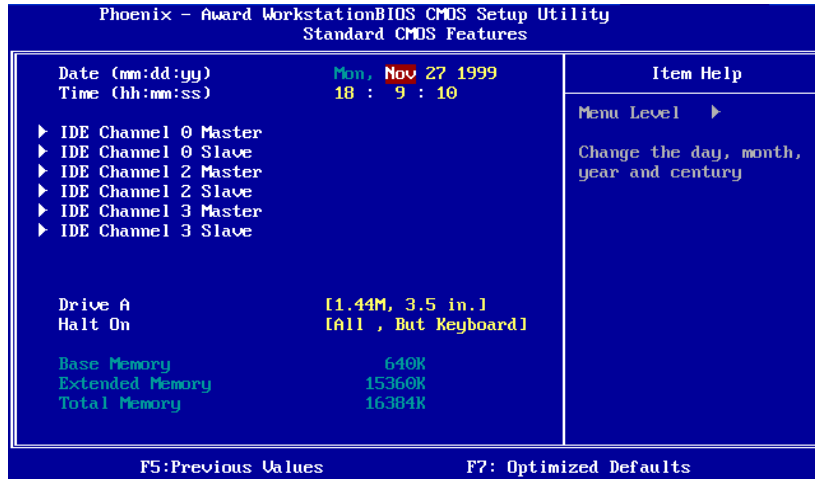 Phoenix - Award WorkstationBIOS CMOS Setup Utility
Standard CMOS Features
Date (mm:dd:yy) Mon, Nov 27 1999
Time (hh:mm:ss) 18 : 9 : 10
IDE Channel 0 Master
IDE Channel 0 Slave
IDE Channel 2 Master
IDE Channel 2 Slave
IDE Channel 3 Master
IDE Channel 3 Slave
Drive A [1.44M, 3.5 in.]
Halt On [All , But Keyboard]
Base Memory 640K
Extended Memory 15360K
Total Memory 16384K
Item Help
Menu Level
Change the day, month,
year and century
F5:Previous Values F7: Optimized Defaults